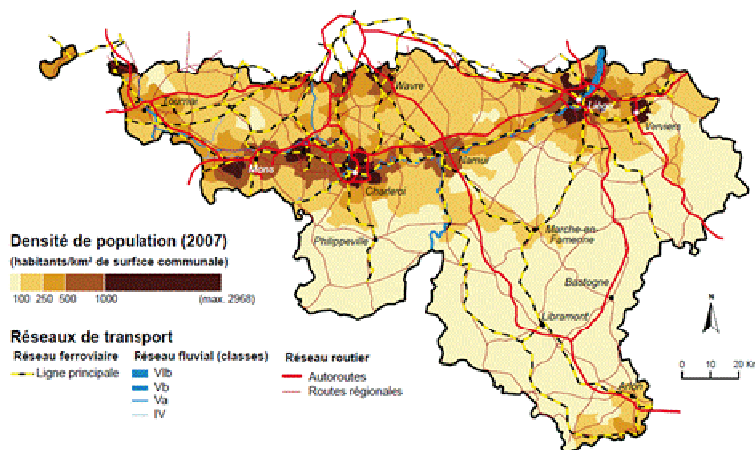 Tournai
Wavre
Liège
Verviers
Mons
Charleroi
Namur
Philippeville
Marche-en-
Famenne
Bastogne
Libramont
Arlon
Densité de population (2007)
(habitants/km² de surface communale)
100 250 500 1000 (max. 2968)
Réseaux de transport
Réseau ferroviaire
Ligne principale
Réseau fluvial (classes)
VIb
Vb
Va
IV
Réseau routier
Autoroutes
Routes régionales
N
0 10 20 Km